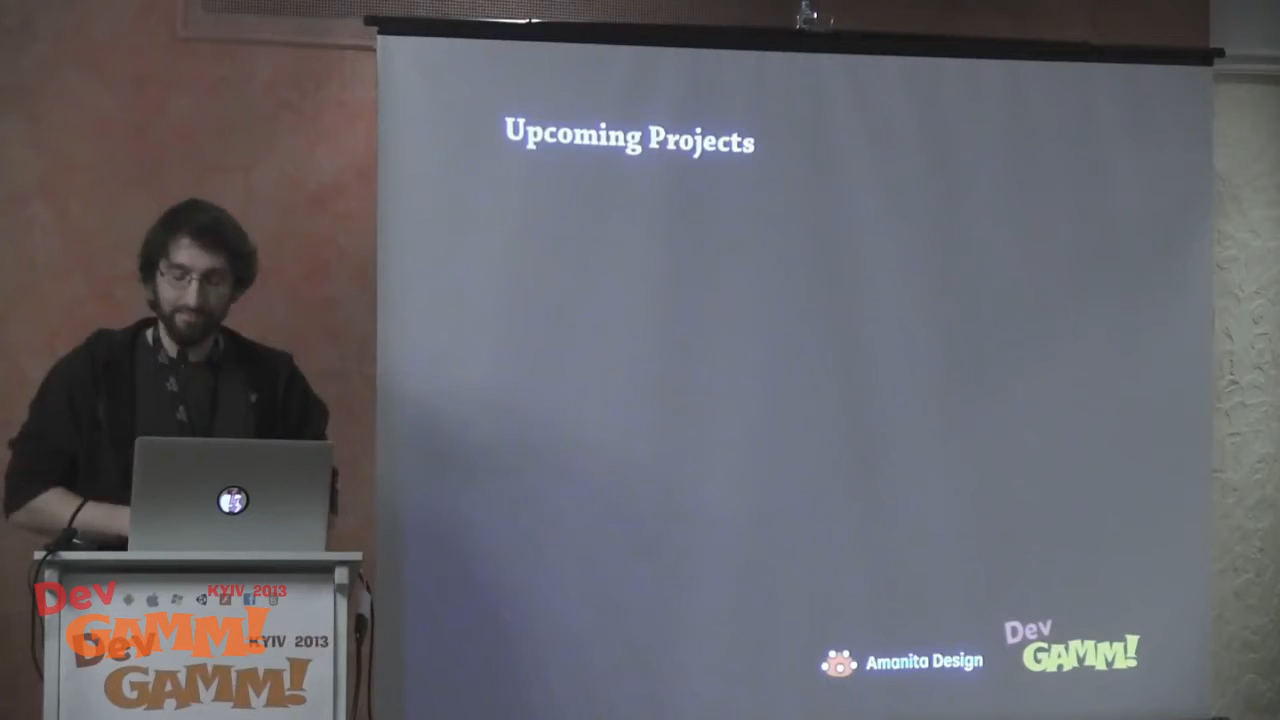 Upcoming Projects
Amanita Design
Dev
GAMM!
Dev
KYIV 2013
GAMM!
Dev
KYIV 2013
GAMM!